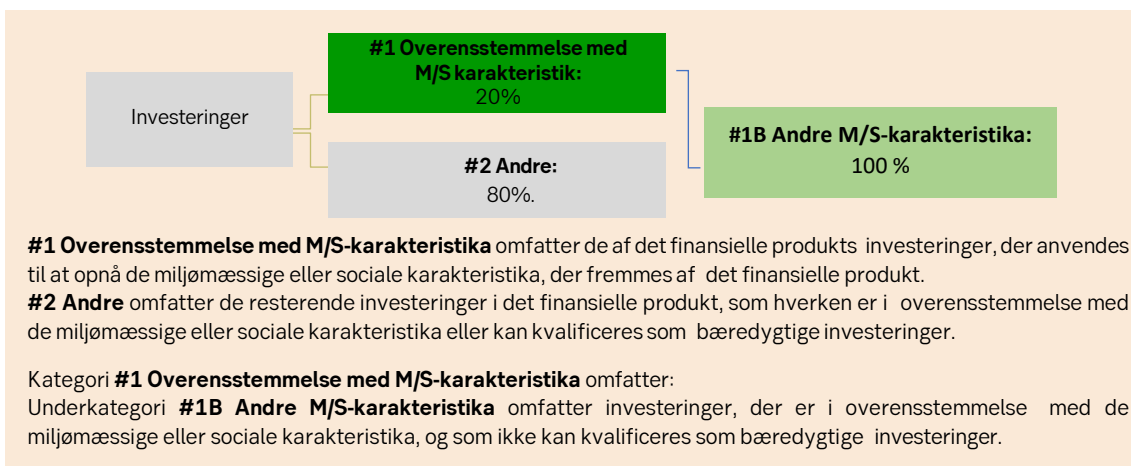 #1 Overensstemmelse med
M/S karakteristik:
20%
Investeringer
#2 Andre:
80%.
#1B Andre M/S-karakteristika:
100 %
#1 Overensstemmelse med M/S-karakteristika omfatter de af det finansielle produkts investeringer, der anvendes
til at opnå de miljømæssige eller sociale karakteristika, der fremmes af det finansielle produkt.
#2 Andre omfatter de resterende investeringer i det finansielle produkt, som hverken er i overensstemmelse med
de miljømæssige eller sociale karakteristika eller kan kvalificeres som bæredygtige investeringer.
Kategori #1 Overensstemmelse med M/S-karakteristika omfatter:
Underkategori #1B Andre M/S-karakteristika omfatter investeringer, der er i overensstemmelse med de
miljømæssige eller sociale karakteristika, og som ikke kan kvalificeres som bæredygtige investeringer.